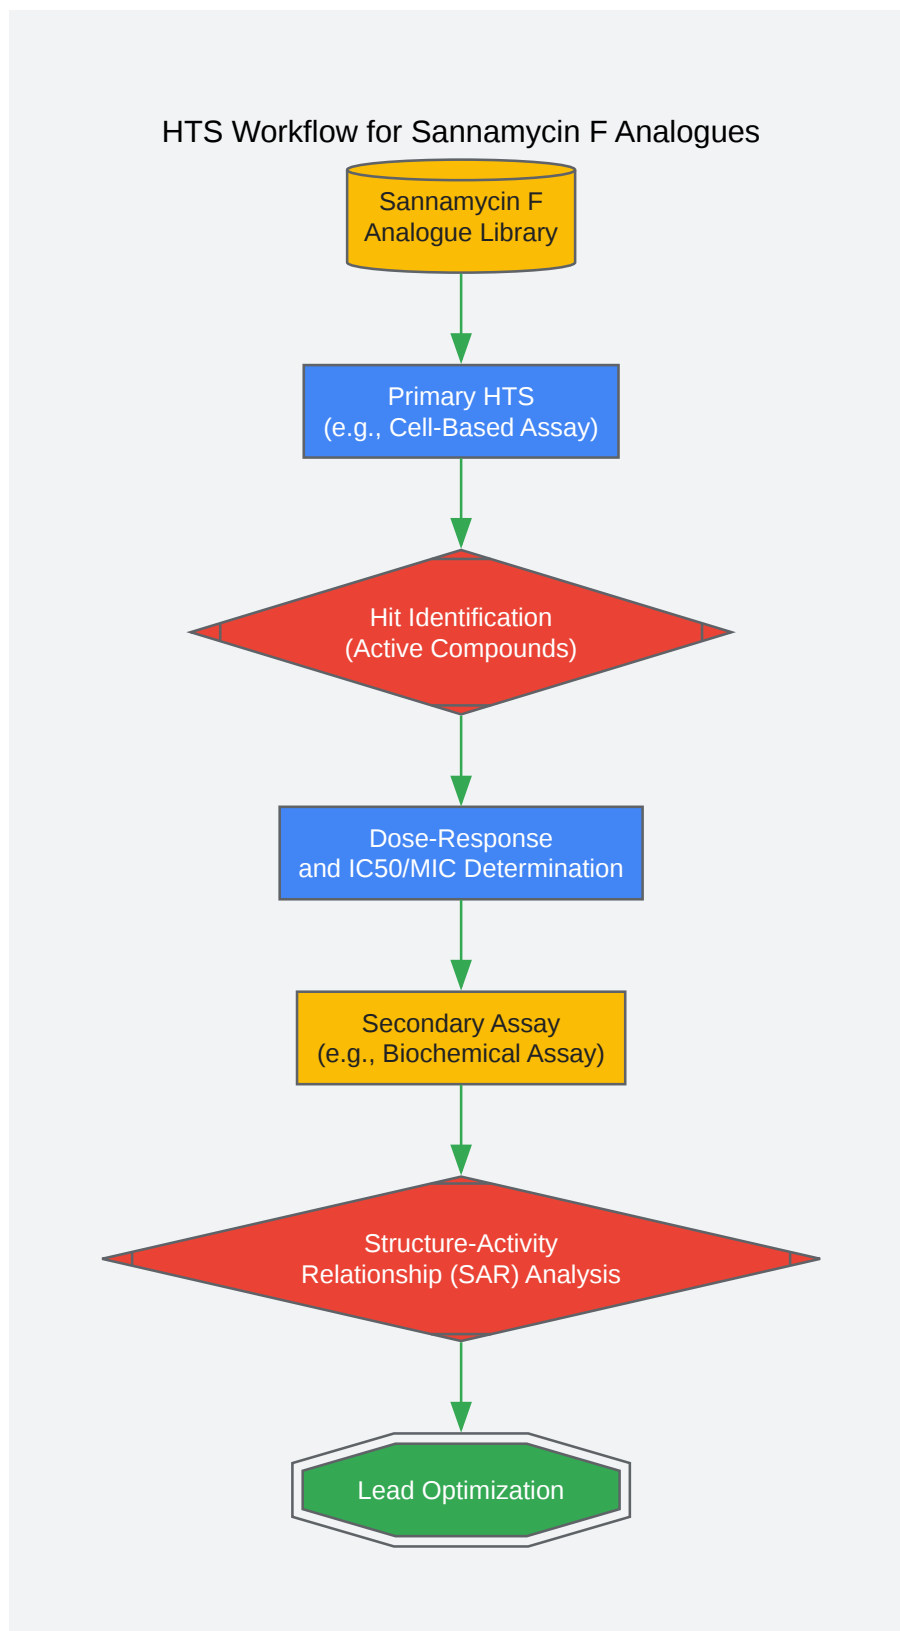 HTS Workflow for Sannamycin F Analogues
Sannamycin F
Analogue Library
Primary HTS
(e.g., Cell-Based Assay)
Hit Identification
(Active Compounds)
Dose-Response
and IC50/MIC Determination
Secondary Assay
(e.g., Biochemical Assay)
Structure-Activity
Relationship (SAR) Analysis
Lead Optimization